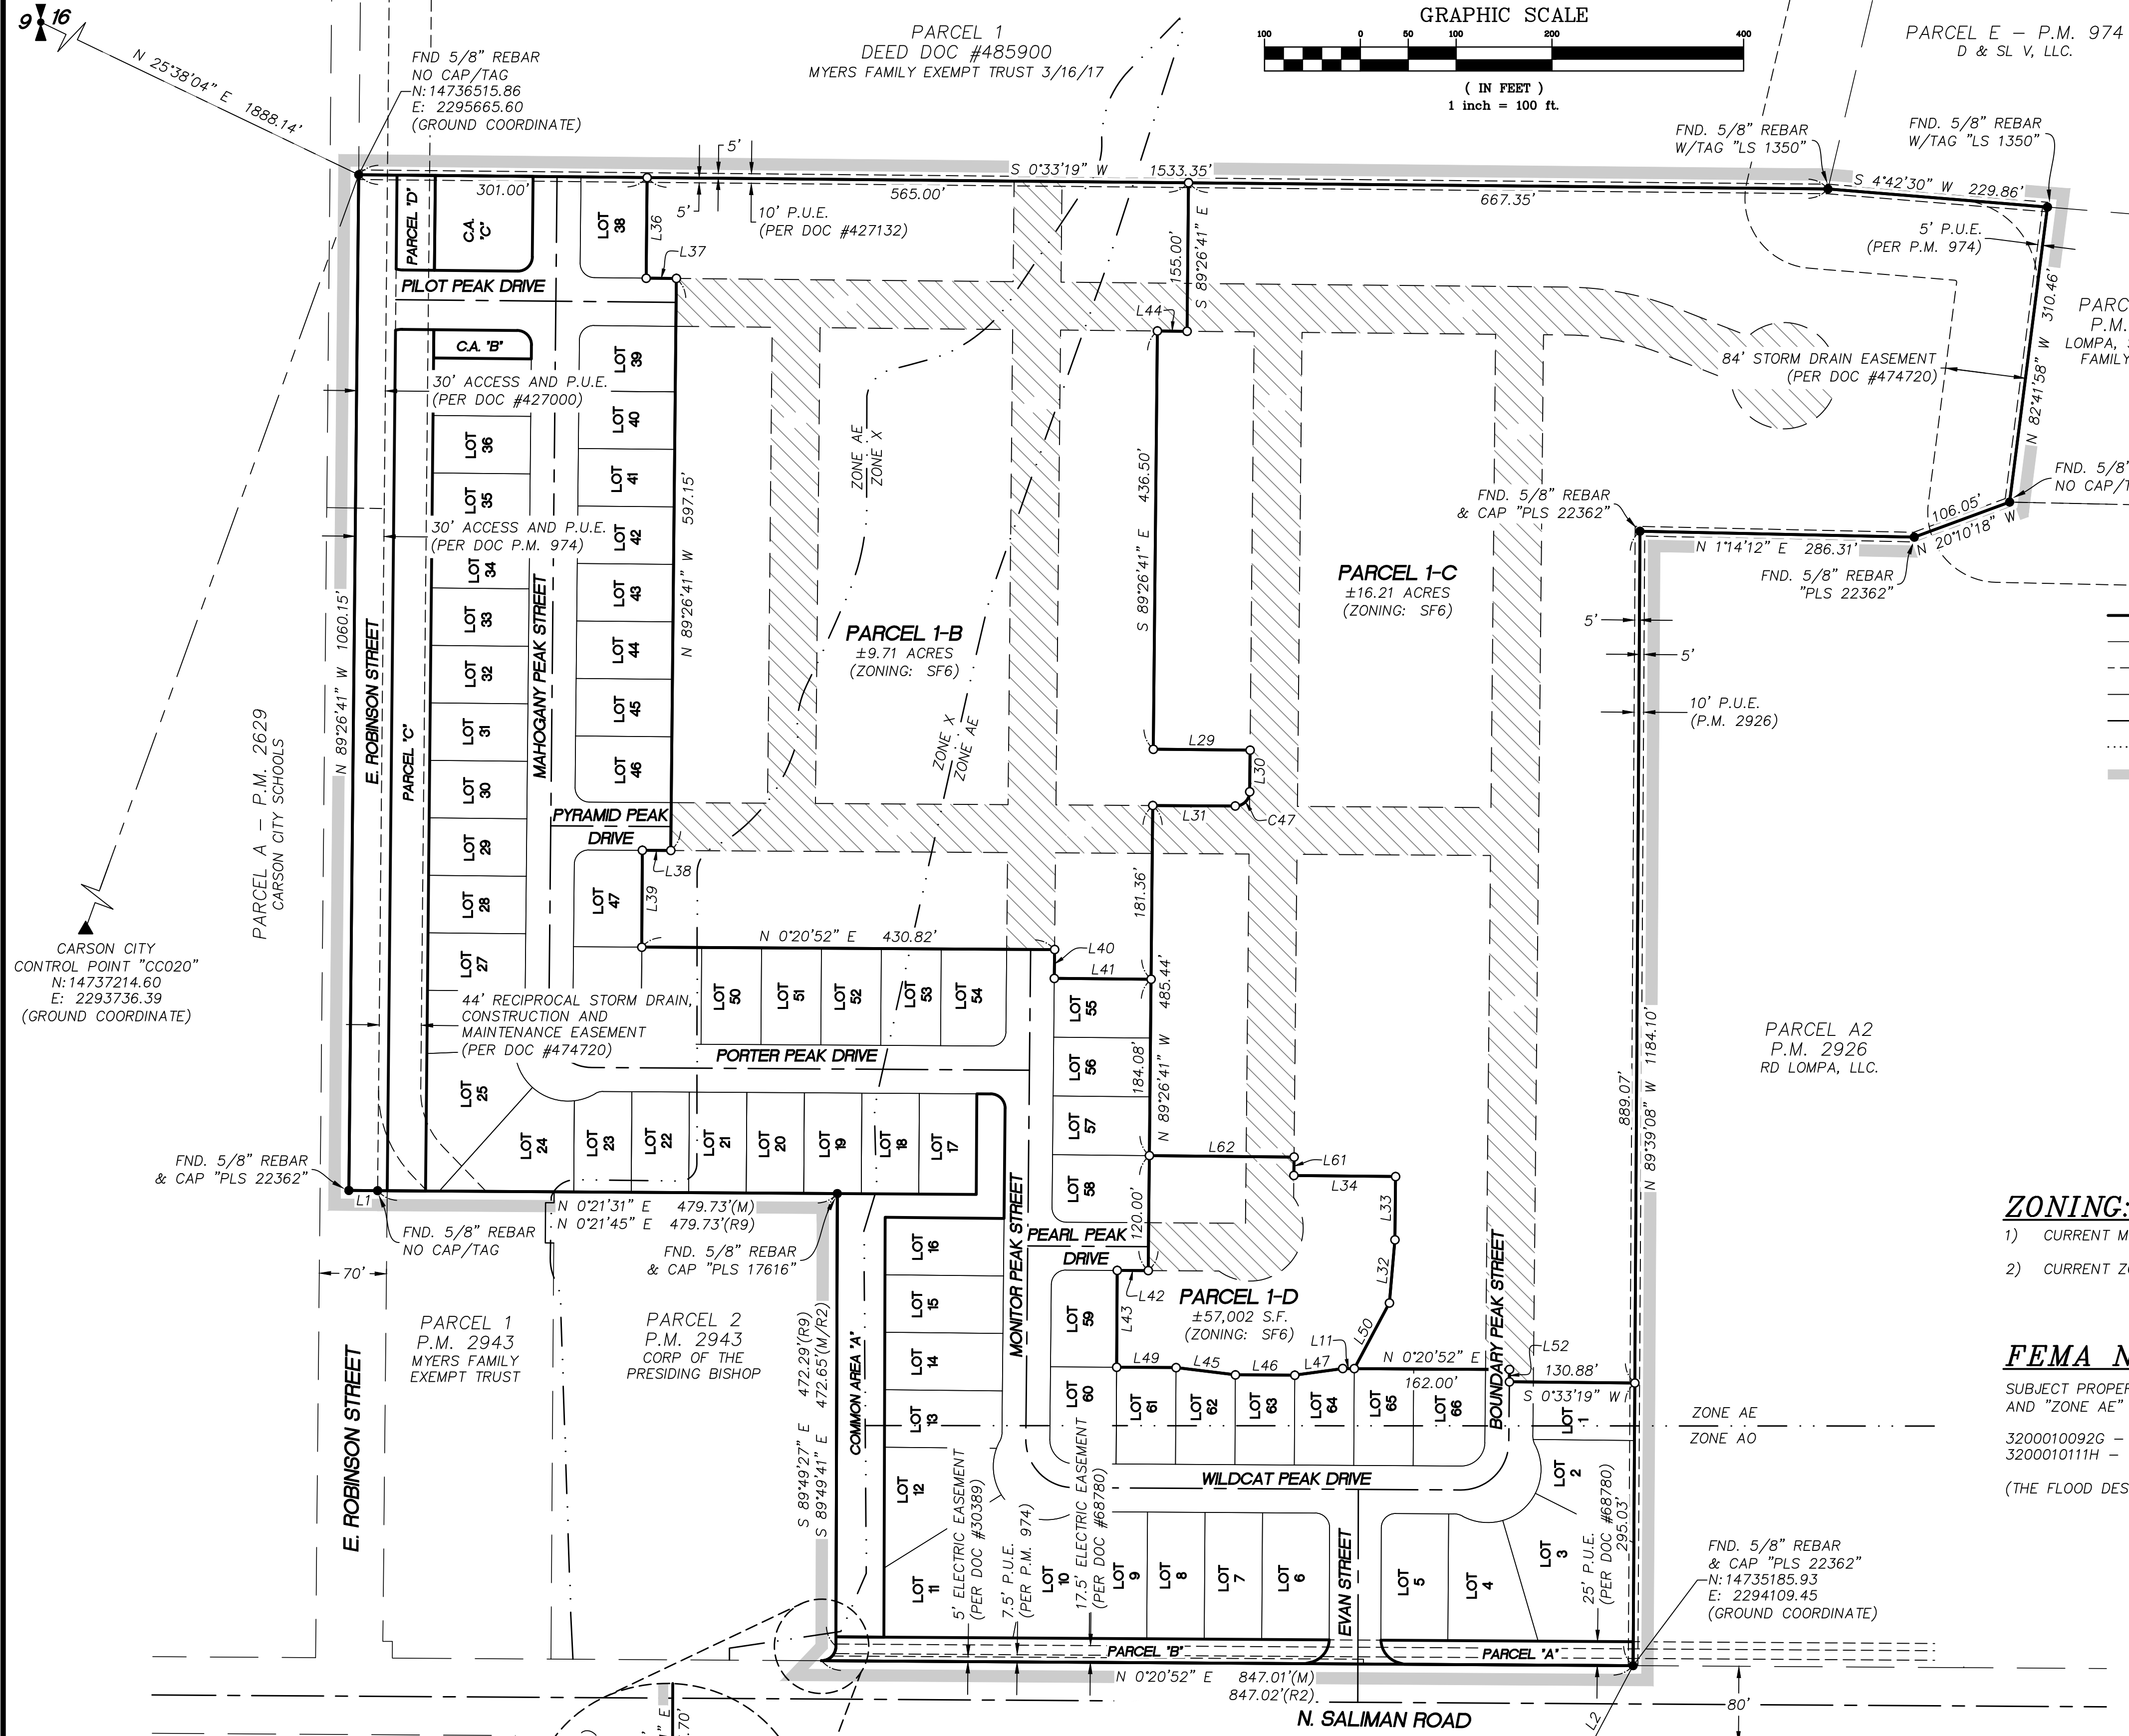 9 16
N 25°38'04" E 1888.14'
FND 5/8" REBAR
NO CAP/TAG
N:14736515.86
E: 2295665.60
(GROUND COORDINATE)
PARCEL 1
DEED DOC #485900
MYERS FAMILY EXEMPT TRUST 3/16/17
GRAPHIC SCALE
100 0 50 100 200 400
( IN FEET )
1 inch = 100 ft.
PARCEL E – P.M. 974
D & SL V, LLC.
FND. 5/8" REBAR
W/TAG "LS 1350"
FND. 5/8" REBAR
W/TAG "LS 1350"
5'
S 0°33'19" W 1533.35'
S 4°42'30" W 229.86'
301.00'
565.00'
667.35'
5'
10' P.U.E.
(PER DOC #427132)
5' P.U.E.
(PER P.M. 974)
PARCEL "D"
C.A.
"C"
LOT
38
L36
L37
155.00'
S 89°26'41" E
L44
PILOT PEAK DRIVE
310.46'
N 82°41'58" W
PARC
P.M.
LOMPA,
FAMILY
84' STORM DRAIN EASEMENT
(PER DOC #474720)
C.A. "B"
30' ACCESS AND P.U.E.
(PER DOC #427000)
LOT
39
LOT
40
LOT
41
LOT
42
LOT
43
LOT
44
LOT
45
LOT
46
LOT
36
LOT
35
30' ACCESS AND P.U.E.
(PER DOC P.M. 974)
LOT
34
LOT
33
LOT
32
LOT
31
LOT
30
LOT
29
LOT
28
LOT
27
ZONE AE
ZONE X
N 89°26'41" W 597.15'
S 89°26'41" E 436.50'
FND. 5/8" REBAR
& CAP "PLS 22362"
FND. 5/8"
NO CAP/T
106.05'
N 20°10'18" W
N 1°14'12" E 286.31'
FND. 5/8" REBAR
"PLS 22362"
PARCEL 1-B
±9.71 ACRES
(ZONING: SF6)
PARCEL 1-C
±16.21 ACRES
(ZONING: SF6)
5'
5'
10' P.U.E.
(P.M. 2926)
N 89°26'41" W 1060.15'
E. ROBINSON STREET
PARCEL "C"
MAHOGANY PEAK STREET
PARCEL A – P.M. 2629
CARSON CITY SCHOOLS
ZONE X
ZONE AE
L29
L30
L31
C47
PYRAMID PEAK
DRIVE
LOT
47
L38
L39
181.36'
N 0°20'52" E 430.82'
L40
L41
CARSON CITY
CONTROL POINT "CC020"
N:14737214.60
E: 2293736.39
(GROUND COORDINATE)
44' RECIPROCAL STORM DRAIN,
CONSTRUCTION AND
MAINTENANCE EASEMENT
(PER DOC #474720)
LOT
50
LOT
51
LOT
52
LOT
53
LOT
54
LOT
55
LOT
56
LOT
57
LOT
58
PORTER PEAK DRIVE
184.08'
N 89°26'41" W 485.44'
PARCEL A2
P.M. 2926
RD LOMPA, LLC.
889.07'
N 89°39'08" W 1184.10'
LOT
25
LOT
24
LOT
23
LOT
22
LOT
21
LOT
20
LOT
19
LOT
18
LOT
17
FND. 5/8" REBAR
& CAP "PLS 22362"
L1
FND. 5/8" REBAR
NO CAP/TAG
N 0°21'31" E 479.73'(M)
N 0°21'45" E 479.73'(R9)
FND. 5/8" REBAR
& CAP "PLS 17616"
L62
L61
L34
L33
L32
L50
70'
120.00'
PEARL PEAK
DRIVE
L42
L43
PARCEL 1-D
±57,002 S.F.
(ZONING: SF6)
MONITOR PEAK STREET
BOUNDARY PEAK STREET
ZONING:
1) CURRENT M
2) CURRENT Z
PARCEL 1
P.M. 2943
MYERS FAMILY
EXEMPT TRUST
PARCEL 2
P.M. 2943
CORP OF THE
PRESIDING BISHOP
E. ROBINSON STREET
S 89°49'27" E 472.29'(R9)
S 89°49'41" E 472.65'(M/R2)
COMMON AREA "A"
LOT
16
LOT
15
LOT
14
LOT
13
LOT
12
LOT
11
LOT
59
LOT
60
L49
L45
L46
L47
L11
N 0°20'52" E
162.00'
L52
130.88'
S 0°33'19" W
LOT
61
LOT
62
LOT
63
LOT
64
LOT
65
LOT
66
LOT
1
LOT
2
LOT
3
ZONE AE
ZONE AO
FEMA N
SUBJECT PROPER
AND "ZONE AE"
3200010092G –
3200010111H –
(THE FLOOD DES
WILDCAT PEAK DRIVE
5' ELECTRIC EASEMENT
(PER DOC #30389)
7.5' P.U.E.
(PER P.M. 974)
17.5' ELECTRIC EASEMENT
(PER DOC #68780)
LOT
10
LOT
9
LOT
8
LOT
7
LOT
6
EVAN STREET
LOT
5
LOT
4
25' P.U.E.
(PER DOC #68780)
295.03'
FND. 5/8" REBAR
& CAP "PLS 22362"
N:14735185.93
E: 2294109.45
(GROUND COORDINATE)
PARCEL "B"
PARCEL "A"
N 0°20'52" E 847.01'(M)
847.02'(R2)
N. SALIMAN ROAD
L2
80'
" E
.70'